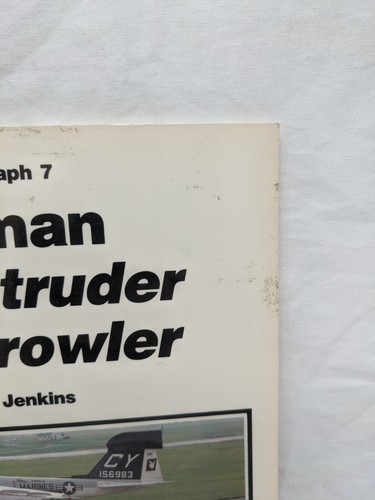 aph 7
man
truder
rowler
Jenkins
CY
156983
MARINES